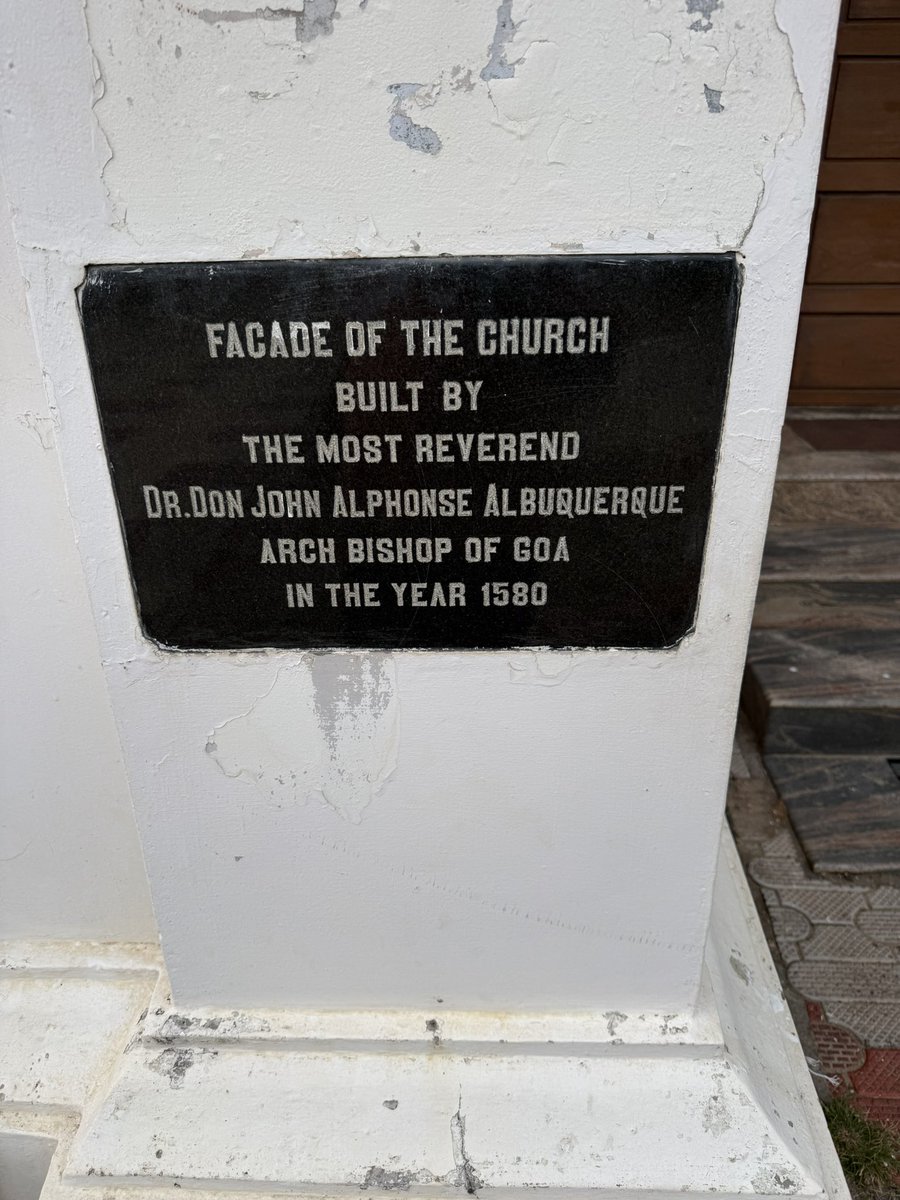 FACADE OF THE CHURCH
BUILT BY
THE MOST REVEREND
DR.DON JOHN ALPHONSE ALBUQUERQUE
ARCH BISHOP OF GOA
IN THE YEAR 1580